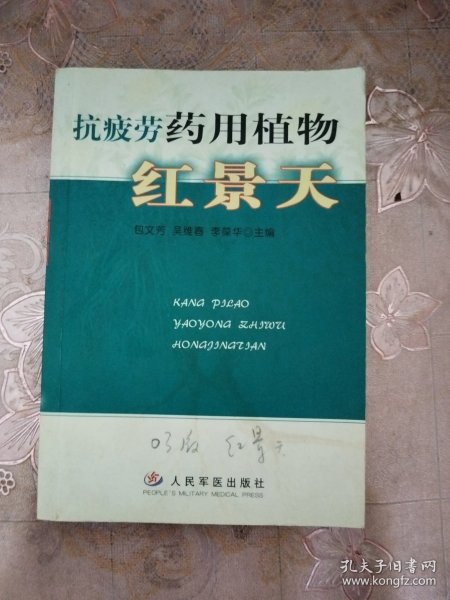 抗疲劳药用植物
红景天
包文芳 吴维春 李荣华◎主编
KANG PILAO
YAOYONG ZHIWU
HONGJINGTIAN
红景天
人民军医出版社
PEOPLE'S MILITARY MEDICAL PRESS
孔夫子旧书网
www.kongfz.com